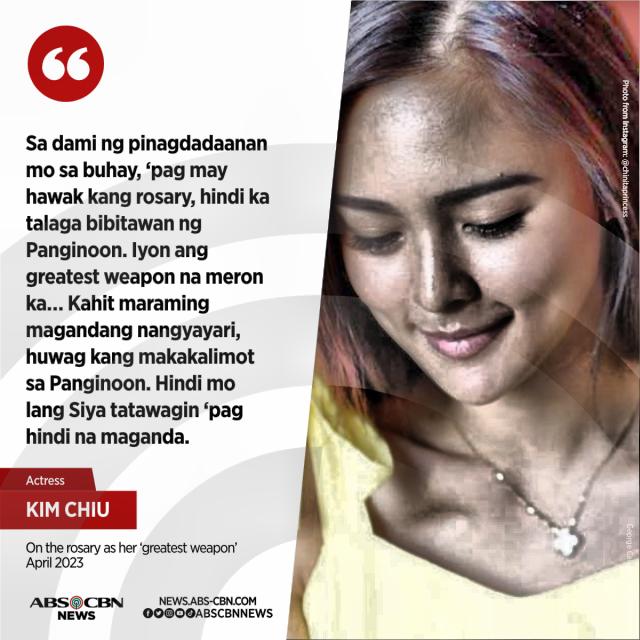 Sa dami ng pinagdadaanan
mo sa buhay, ‘pag may
hawak kang rosary, hindi ka
talaga bibitawan ng
Panginoon. Iyon ang
greatest weapon na meron
ka... Kahit maraming
magandang nangyayari,
huwag kang makakalimot
sa Panginoon. Hindi mo
lang Siya tatawagin ‘pag
hindi na maganda.
Actress
KIM CHIU
On the rosary as her ‘greatest weapon’
April 2023
ABS CBN
NEWS
NEWS.ABS-CBN.COM
ABSCBNNEWS
Photo from Instagram: @chinitaprincess